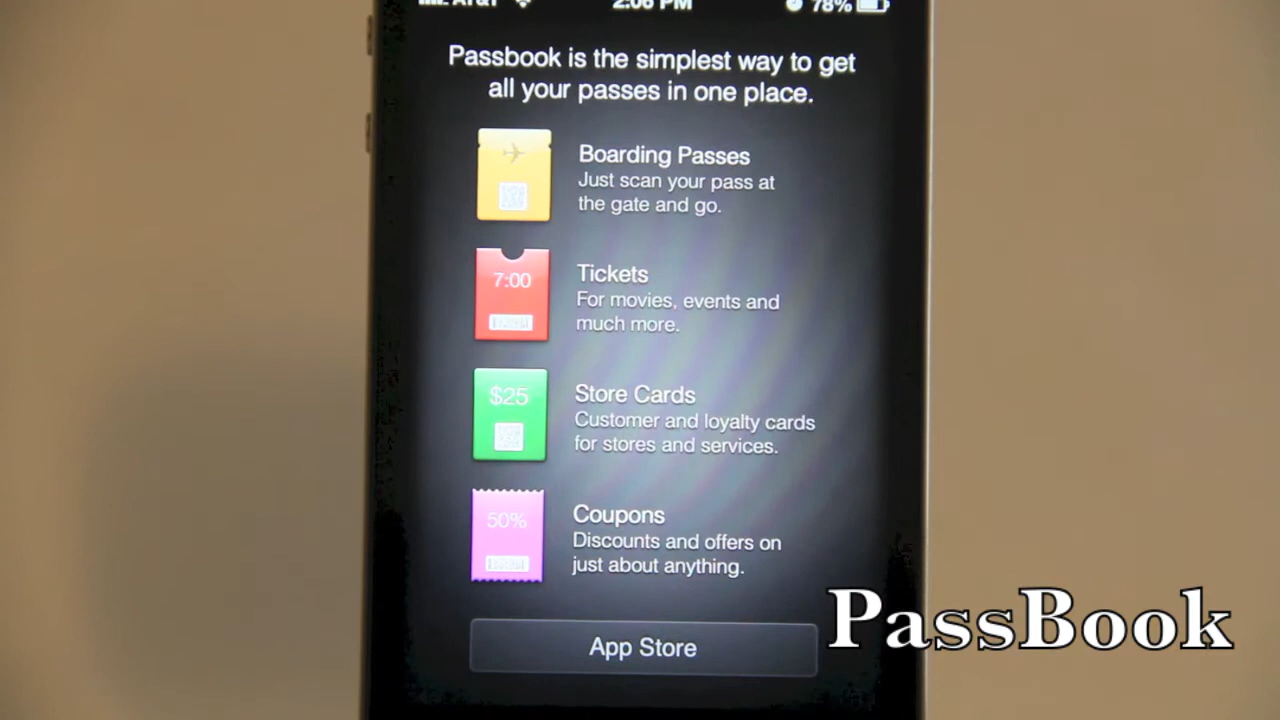 AT&T 2:06 PM 78%
Passbook is the simplest way to get
all your passes in one place.
Boarding Passes
Just scan your pass at
the gate and go.
7:00
Tickets
For movies, events and
much more.
$25
Store Cards
Customer and loyalty cards
for stores and services.
50%
Coupons
Discounts and offers on
just about anything.
App Store
PassBook